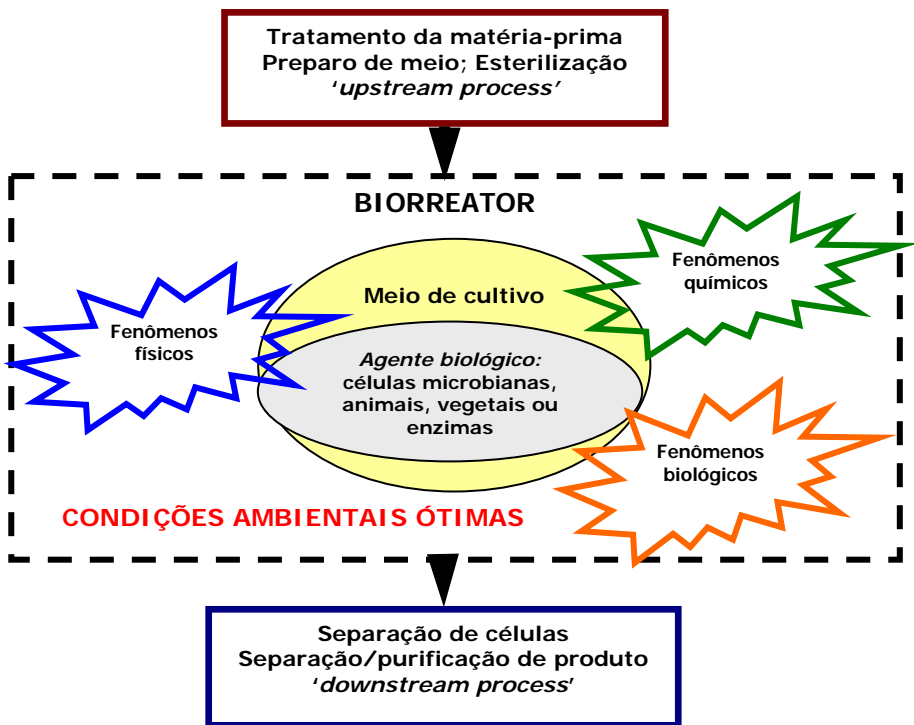 Tratamento da matéria-prima
Preparo de meio; Esterilização
‘upstream process’
BIORREATOR
Fenômenos
químicos
Meio de cultivo
Fenômenos
físicos
Agente biológico:
células microbianas,
animais, vegetais ou
enzimas
Fenômenos
biológicos
CONDIÇÕES AMBIENTAIS ÓTIMAS
Separação de células
Separação/purificação de produto
‘downstream process’